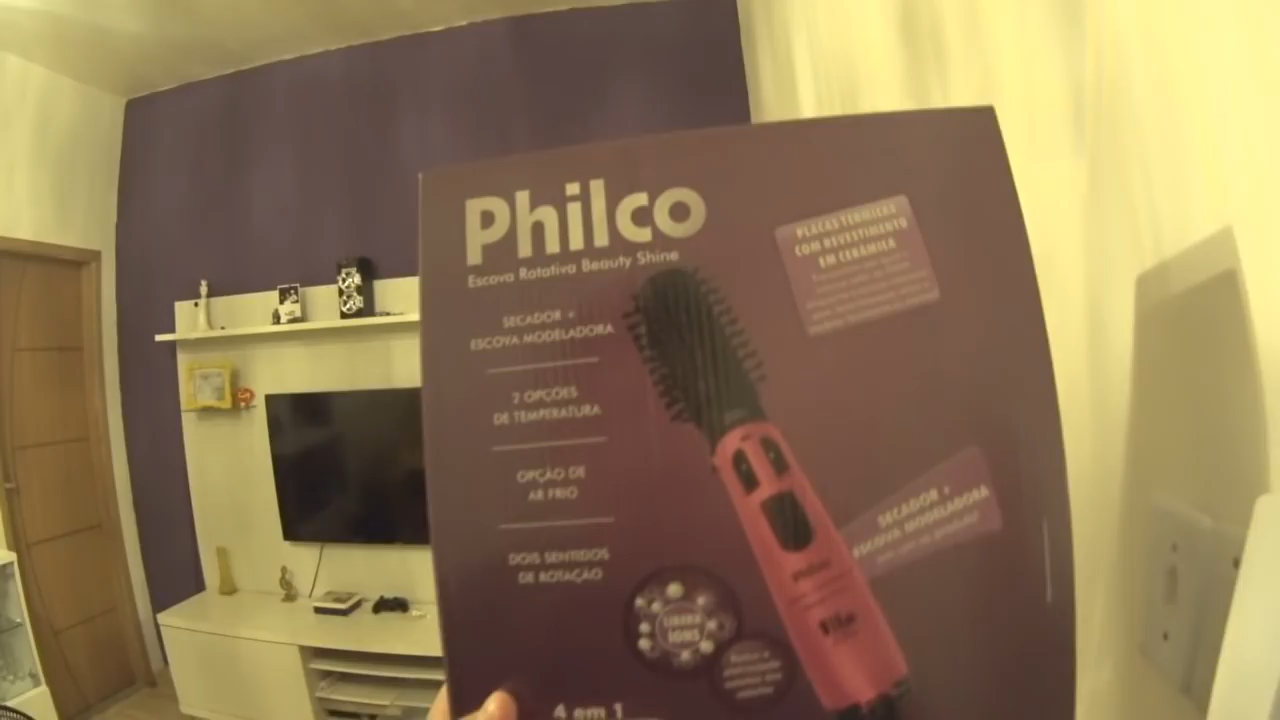 Philco
Escova Rotativa Beauty Shine
SECADOR +
ESCOVA MODELADORA
2 OPÇÕES
DE TEMPERATURA
OPÇÃO DE
AR FRIO
DOIS SENTIDOS
DE ROTAÇÃO
PLACAS TÉRMICAS
COM REVESTIMENTO
EM CERÂMICA
SECADOR +
ESCOVA MODELADORA
LIBERA
IONS
Philco
4 em 1